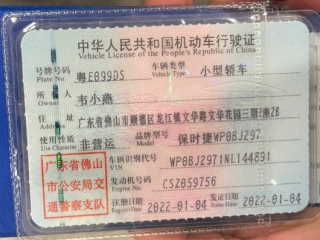 中华人民共和国机动车行驶证
Vehicle License of the People's Republic of China
号牌号码 粤E099DS 车辆类型 小型轿车
Vehicle Type
所有人 韦小燕
Owner
住址 广东省佛山市顺德区龙江镇文华路文华花园三期1座2B
Address
使用性质 非营运 品牌型号 保时捷WP0BJ297
Use Character Model
广东省佛山市公安局交通警察支队
车辆识别代号 WP0BJ2971NL144891
VIN
发动机号码 CS2059756
Engine No.
注册日期 2022-01-04 发证日期 2022-01-04
Register Date Issue Date